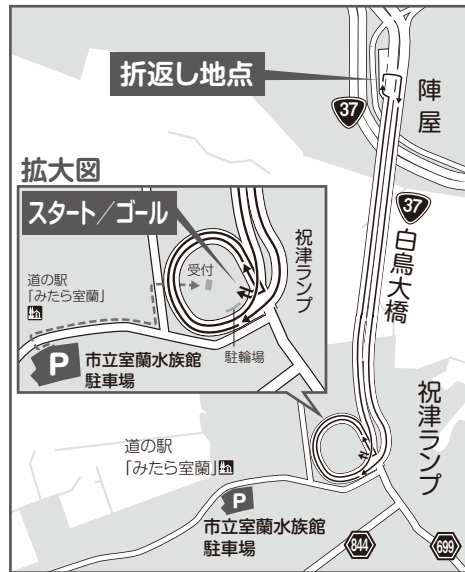 折返し地点
37
陣屋
拡大図
スタート／ゴール
祝津ランプ
受付
道の駅
「みたら室蘭」
P
市立室蘭水族館
駐車場
駐輪場
37
白鳥大橋
祝津ランプ
道の駅
「みたら室蘭」
P
市立室蘭水族館
駐車場
844
699